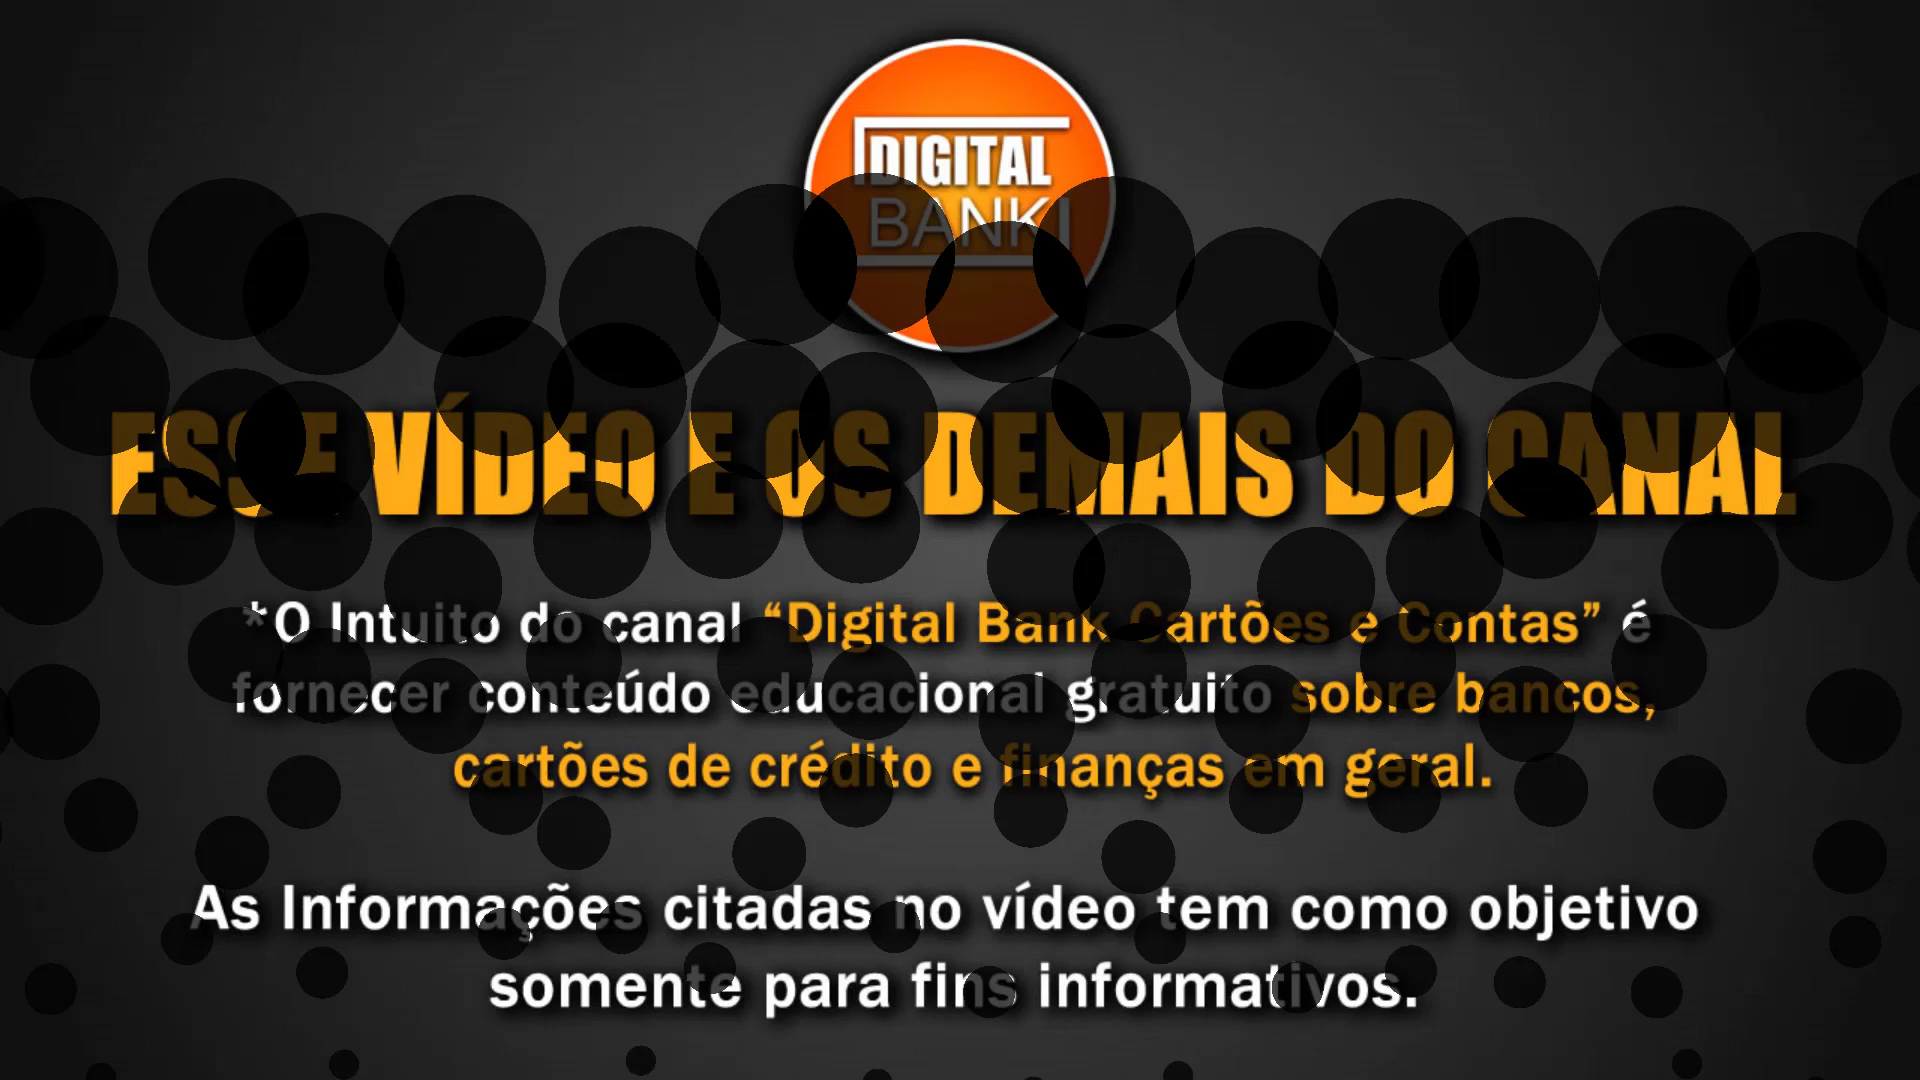 DIGITAL
BANK
ESSE VÍDEO E OS DEMAIS DO CANAL
*O Intuito do canal “Digital Bank Cartões e Contas” é
fornecer conteúdo educacional gratuito sobre bancos,
cartões de crédito e finanças em geral.
As Informações citadas no vídeo tem como objetivo
somente para fins informativos.